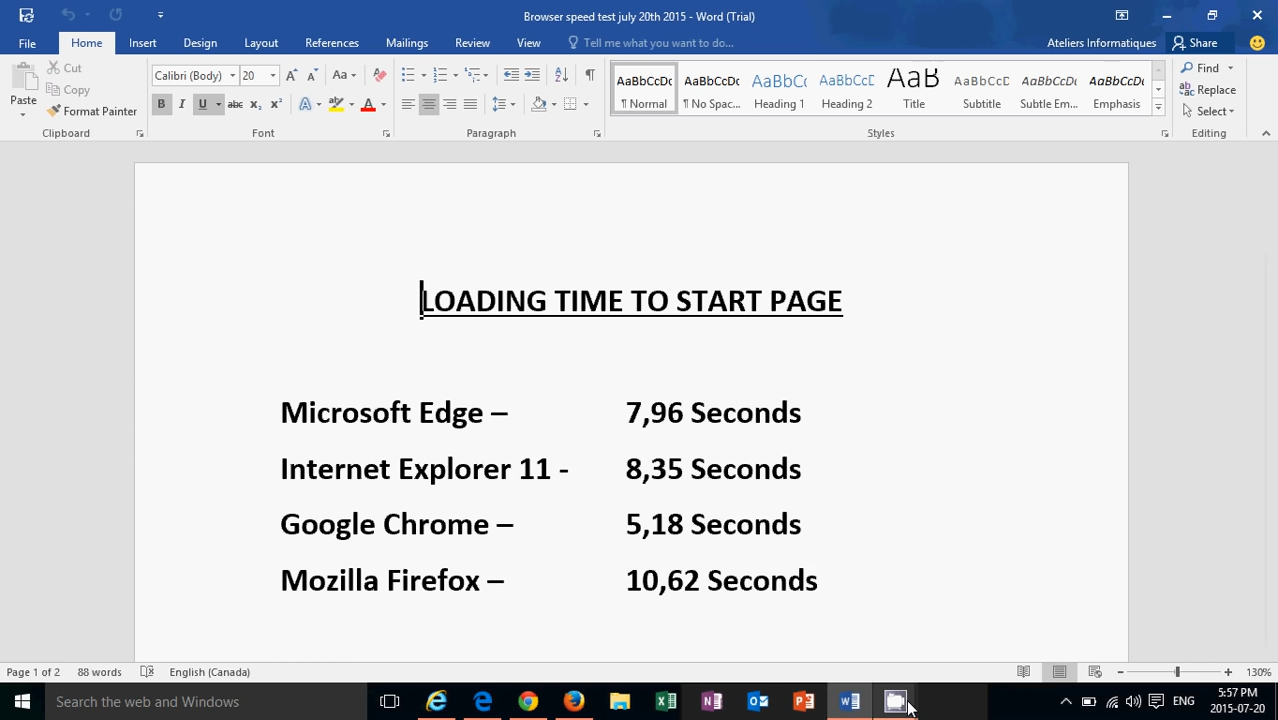 Browser speed test july 20th 2015 - Word (Trial)
File Home Insert Design Layout References Mailings Review View Tell me what you want to do... Ateliers Informatiques Share
Paste Cut Copy Format Painter
Clipboard
Calibri (Body) 20 Aa
B I U abc x₂ x²
Font
Paragraph
AaBbCcDc AaBbCcDc AaBbCc AaBbCcD AaB AaBbCcD AaBbCcDc AaBbCcDc
¶ Normal ¶ No Spac... Heading 1 Heading 2 Title Subtitle Subtle Em... Emphasis
Styles
Find
Replace
Select
Editing
LOADING TIME TO START PAGE
Microsoft Edge – 7,96 Seconds
Internet Explorer 11 - 8,35 Seconds
Google Chrome – 5,18 Seconds
Mozilla Firefox – 10,62 Seconds
Page 1 of 2 88 words English (Canada) 130%
Search the web and Windows
ENG
5:57 PM
2015-07-20